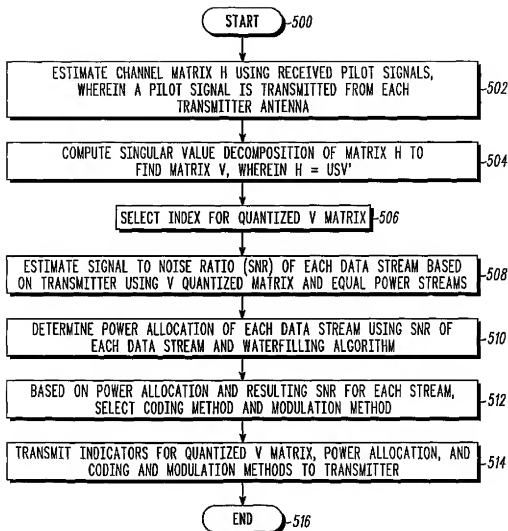 START
500
ESTIMATE CHANNEL MATRIX H USING RECEIVED PILOT SIGNALS,
WHEREIN A PILOT SIGNAL IS TRANSMITTED FROM EACH
TRANSMITTER ANTENNA
502
COMPUTE SINGULAR VALUE DECOMPOSITION OF MATRIX H TO
FIND MATRIX V, WHEREIN H = USV'
504
SELECT INDEX FOR QUANTIZED V MATRIX
506
ESTIMATE SIGNAL TO NOISE RATIO (SNR) OF EACH DATA STREAM BASED
ON TRANSMITTER USING V QUANTIZED MATRIX AND EQUAL POWER STREAMS
508
DETERMINE POWER ALLOCATION OF EACH DATA STREAM USING SNR OF
EACH DATA STREAM AND WATERFILLING ALGORITHM
510
BASED ON POWER ALLOCATION AND RESULTING SNR FOR EACH STREAM,
SELECT CODING METHOD AND MODULATION METHOD
512
TRANSMIT INDICATORS FOR QUANTIZED V MATRIX, POWER ALLOCATION, AND
CODING AND MODULATION METHODS TO TRANSMITTER
514
END
516